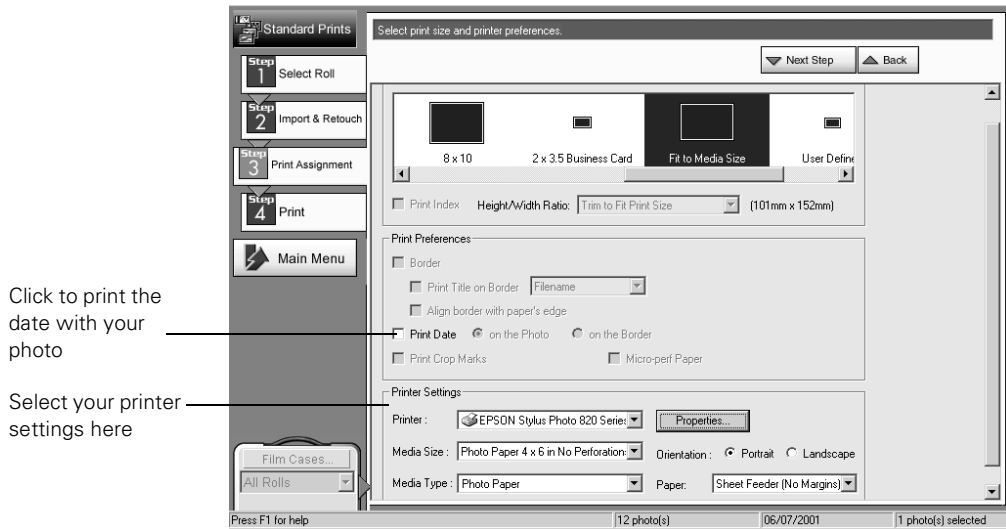 Standard Prints
Select print size and printer preferences.
Next Step
Back
Step 1 Select Roll
Step 2 Import & Retouch
Step 3 Print Assignment
Step 4 Print
Main Menu
8 x 10
2 x 3.5 Business Card
Fit to Media Size
User Define
Print Index Height/Width Ratio: Trim to Fit Print Size (101mm x 152mm)
Print Preferences
Border
Print Title on Border Filename
Align border with paper's edge
Click to print the
date with your
photo
Print Date on the Photo on the Border
Print Crop Marks Micro-perf Paper
Select your printer
settings here
Printer Settings
Printer : EPSON Stylus Photo 820 Series Properties...
Media Size : Photo Paper 4 x 6 in No Perforation: Orientation : Portrait Landscape
Media Type : Photo Paper Paper: Sheet Feeder (No Margins)
Film Cases...
All Rolls
Press F1 for help 12 photo(s) 06/07/2001 1 photo(s) selected